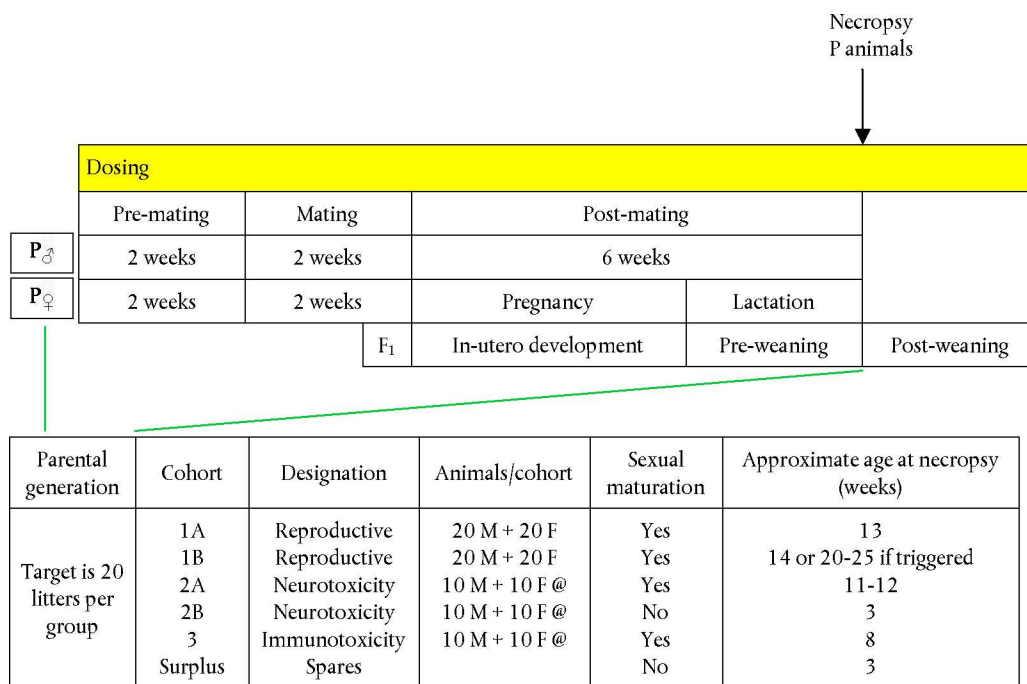 Necropsy
P animals
Dosing
Pre-mating Mating Post-mating
P♂ 2 weeks 2 weeks 6 weeks
P♀ 2 weeks 2 weeks Pregnancy Lactation
F₁ In-utero development Pre-weaning Post-weaning
Parental generation Cohort Designation Animals/cohort Sexual maturation Approximate age at necropsy (weeks)
Target is 20 litters per group
1A Reproductive 20 M + 20 F Yes 13
1B Reproductive 20 M + 20 F Yes 14 or 20-25 if triggered
2A Neurotoxicity 10 M + 10 F @ Yes 11-12
2B Neurotoxicity 10 M + 10 F @ No 3
3 Immunotoxicity 10 M + 10 F @ Yes 8
Surplus Spares No 3